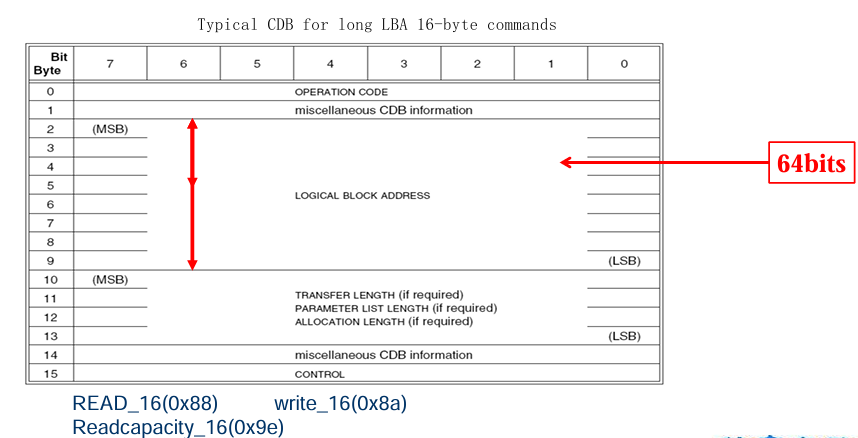 Typical CDB for long LBA 16-byte commands
Bit
Byte
7 6 5 4 3 2 1 0
0 OPERATION CODE
1 miscellaneous CDB information
2 (MSB)
3
4
5
6 LOGICAL BLOCK ADDRESS
7
8
9 (LSB)
64bits
10 (MSB)
11 TRANSFER LENGTH (if required)
12 PARAMETER LIST LENGTH (if required)
ALLOCATION LENGTH (if required)
13 (LSB)
14 miscellaneous CDB information
15 CONTROL
READ_16(0x88) write_16(0x8a)
Readcapacity_16(0x9e)